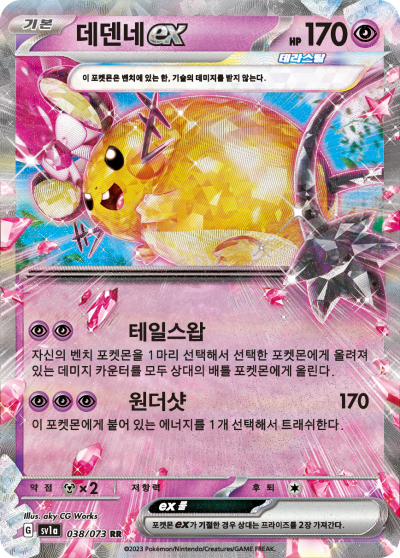 기본 데덴네 ex HP 170
테라스탈
이 포켓몬은 벤치에 있는 한, 기술의 데미지를 받지 않는다.
테일스왑
자신의 벤치 포켓몬을 1마리 선택해서 선택한 포켓몬에게 올려져
있는 데미지 카운터를 모두 상대의 배틀 포켓몬에게 올린다.
원더샷 170
이 포켓몬에게 붙어 있는 에너지를 1개 선택해서 트래쉬한다.
약점 ×2 저항력 후퇴
Illus. aky CG Works
ex 룰
G sv1a 038/073 RR
포켓몬 ex가 기절한 경우 상대는 프라이즈를 2장 가져간다.
©2023 Pokémon/Nintendo/Creatures/GAME FREAK.